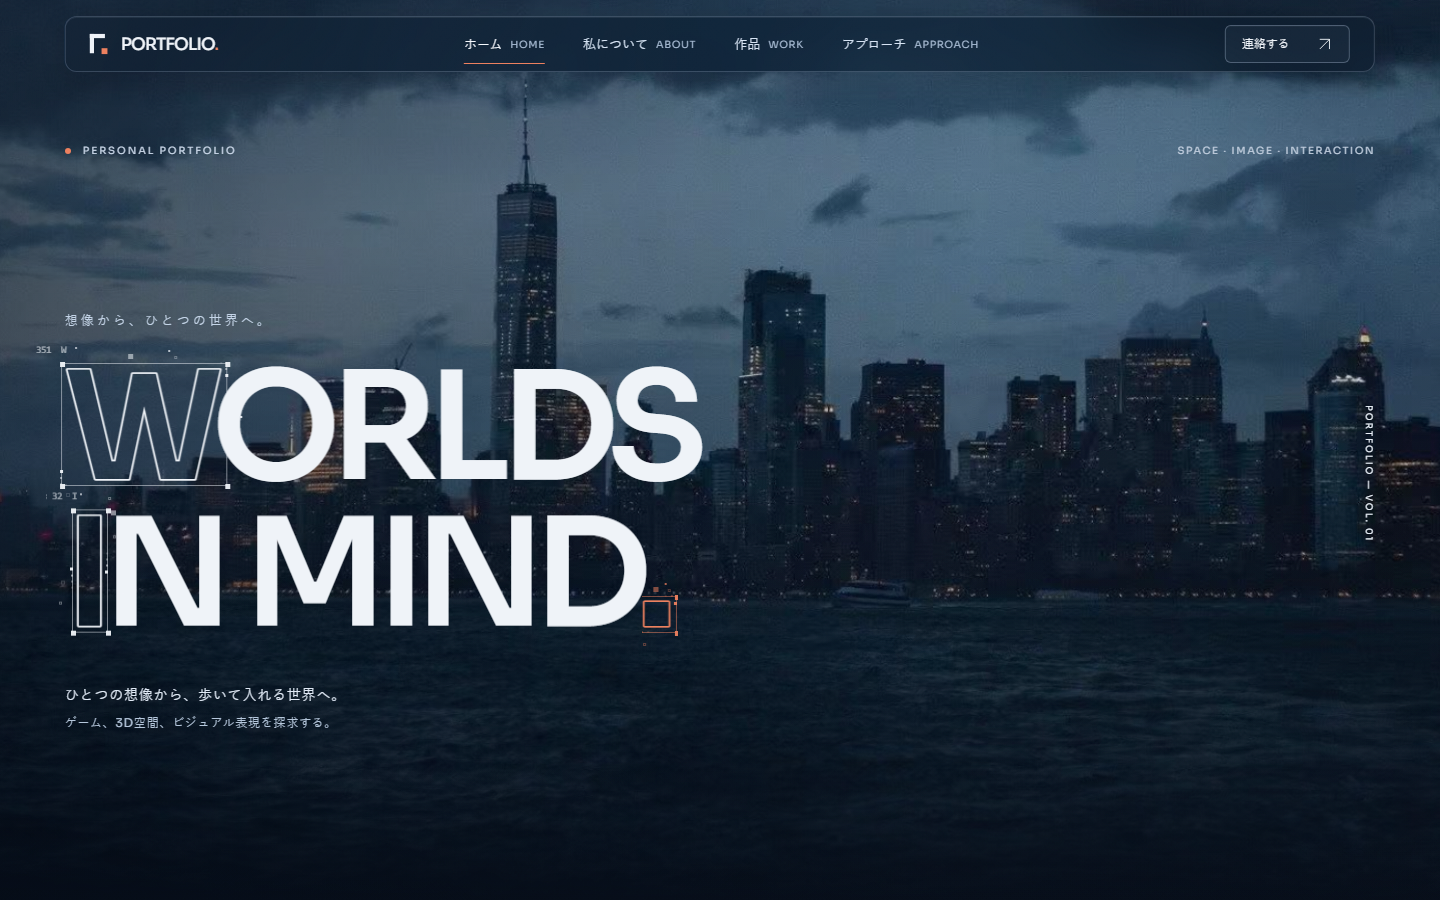 PORTFOLIO.
ホーム HOME
私について ABOUT
作品 WORK
アプローチ APPROACH
連絡する
PERSONAL PORTFOLIO
SPACE · IMAGE · INTERACTION
想像から、ひとつの世界へ。
351 W
WORLDS
32 I
IN MIND.
PORTFOLIO — VOL. 01
ひとつの想像から、歩いて入れる世界へ。
ゲーム、3D空間、ビジュアル表現を探求する。